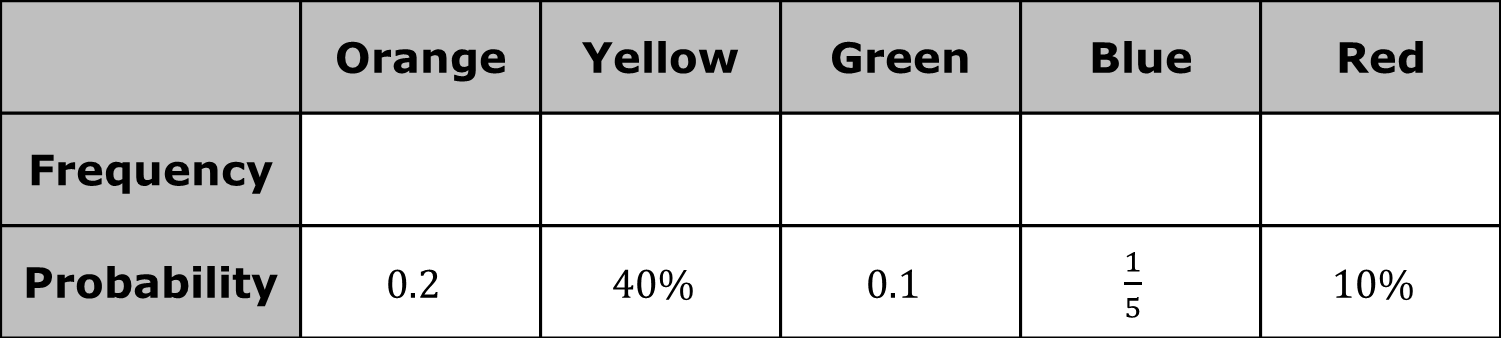 Orange Yellow Green Blue Red
Frequency
Probability 0.2 40% 0.1 1/5 10%